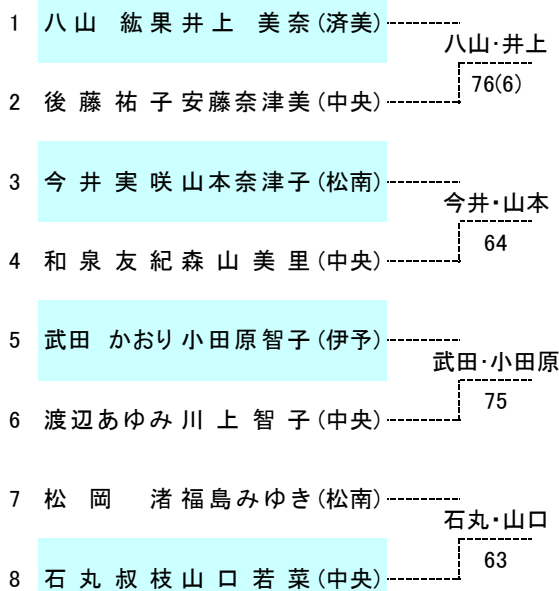 1 八山 紘果 井上 美奈 (済美)
八山・井上
76(6)
2 後藤祐子 安藤奈津美 (中央)
3 今井実咲 山本奈津子 (松南)
今井・山本
64
4 和泉友紀 森山美里 (中央)
5 武田 かおり 小田原智子 (伊予)
武田・小田原
75
6 渡辺あゆみ 川上智子 (中央)
7 松岡 渚 福島みゆき (松南)
石丸・山口
63
8 石丸叔枝 山口若菜 (中央)